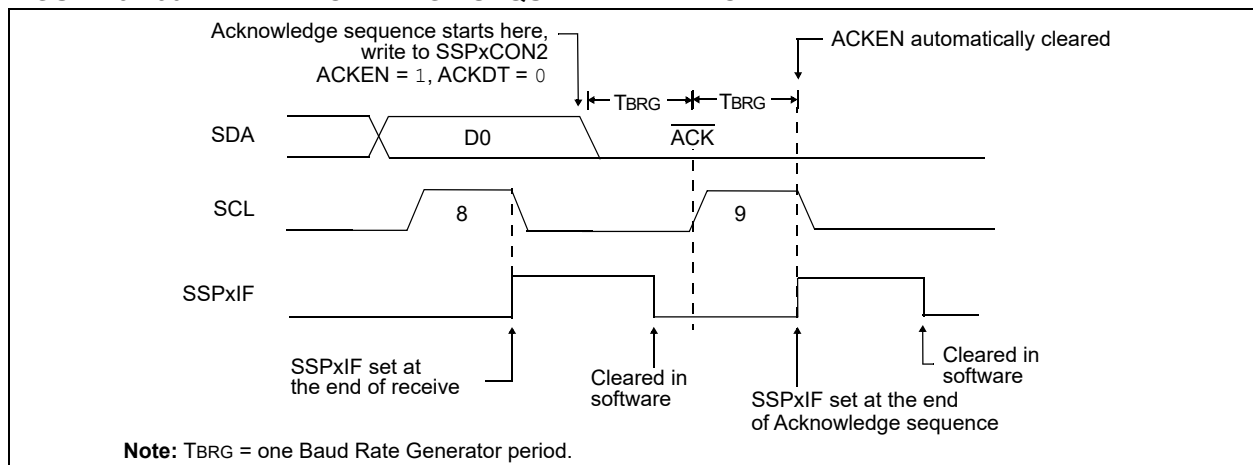 Acknowledge sequence starts here,
write to SSPxCON2
ACKEN = 1, ACKDT = 0
ACKEN automatically cleared
TBRG
TBRG
SDA
D0
ACK
SCL
8
9
SSPxIF
SSPxIF set at
the end of receive
Cleared in
software
SSPxIF set at the end
of Acknowledge sequence
Cleared in
software
Note: TBRG = one Baud Rate Generator period.